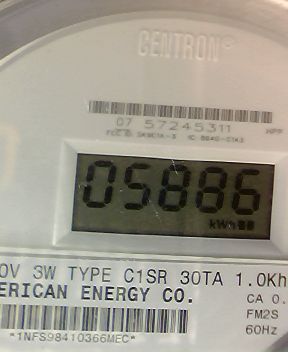 CENTRON®
07 57245311
HPP
05886
kWh
0V 3W TYPE C1SR 30TA 1.0Kh
ERICAN ENERGY CO.
CA 0.
FM2S
60Hz
*1NFS98410366MEC*